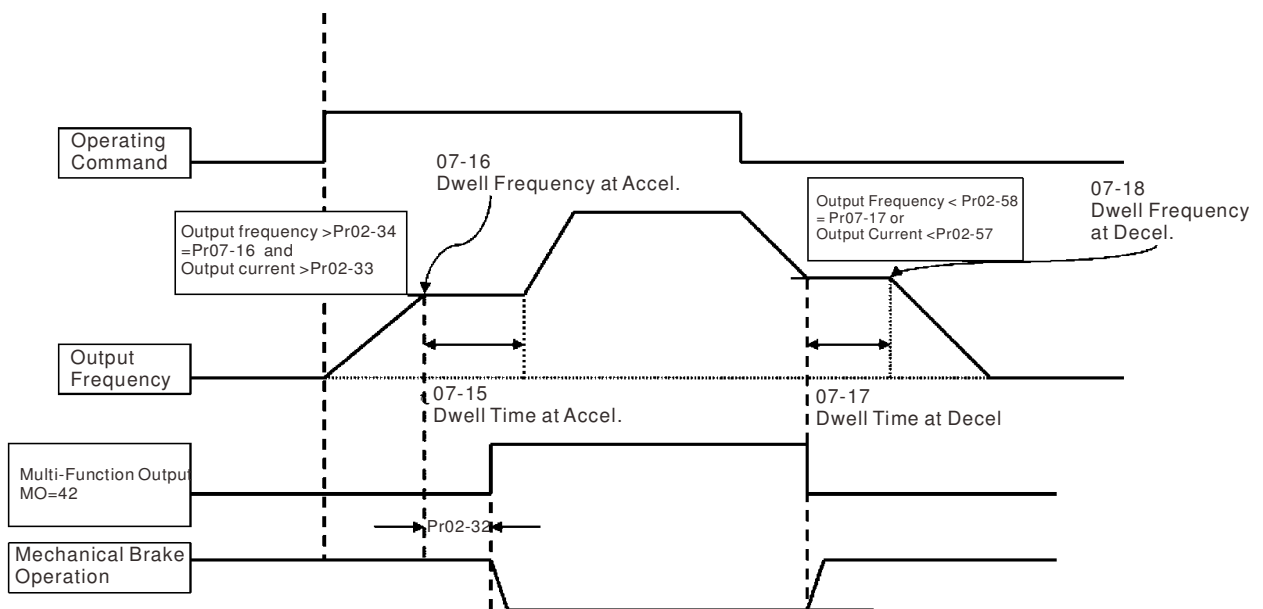 Operating
Command
07-16
Dwell Frequency at Accel.
Output frequency >Pr02-34
=Pr07-16 and
Output current >Pr02-33
Output Frequency < Pr02-58
= Pr07-17 or
Output Current <Pr02-57
07-18
Dwell Frequency
at Decel.
Output
Frequency
07-15
Dwell Time at Accel.
07-17
Dwell Time at Decel
Multi-Function Output
MO=42
Pr02-32
Mechanical Brake
Operation